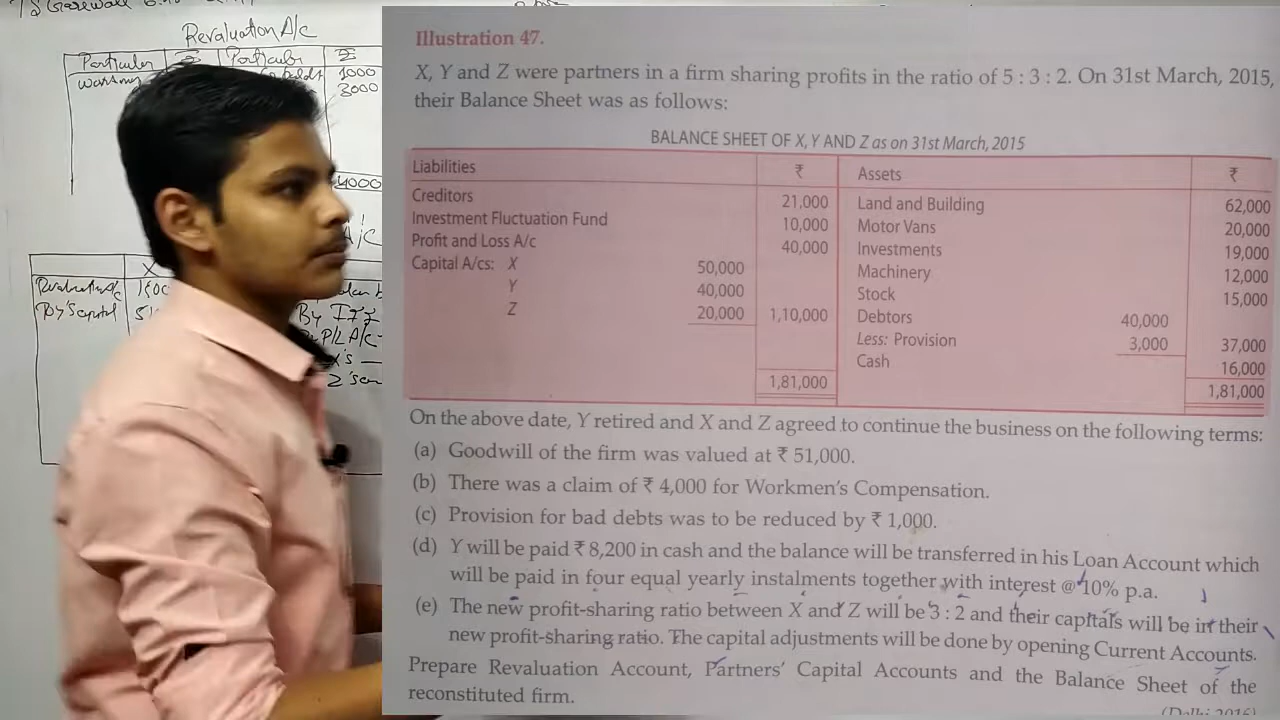 Revaluation A/c
Particular ₹ Particular ₹
1000
3000
4000
A/C
X
Revaluation A/c 1500
By I F F
By P/L A/c
X's —
Illustration 47.
X, Y and Z were partners in a firm sharing profits in the ratio of 5 : 3 : 2. On 31st March, 2015,
their Balance Sheet was as follows:
BALANCE SHEET OF X, Y AND Z as on 31st March, 2015
Liabilities ₹ Assets ₹
Creditors 21,000 Land and Building 62,000
Investment Fluctuation Fund 10,000 Motor Vans 20,000
Profit and Loss A/c 40,000 Investments 19,000
Capital A/cs: X 50,000 Machinery 12,000
Y 40,000 Stock 15,000
Z 20,000 1,10,000 Debtors 40,000
Less: Provision 3,000 37,000
Cash 16,000
1,81,000 1,81,000
On the above date, Y retired and X and Z agreed to continue the business on the following terms:
(a) Goodwill of the firm was valued at ₹ 51,000.
(b) There was a claim of ₹ 4,000 for Workmen's Compensation.
(c) Provision for bad debts was to be reduced by ₹ 1,000.
(d) Y will be paid ₹ 8,200 in cash and the balance will be transferred in his Loan Account which
will be paid in four equal yearly instalments together with interest @ 10% p.a.
(e) The new profit-sharing ratio between X and Z will be 3 : 2 and their capitals will be in their
new profit-sharing ratio. The capital adjustments will be done by opening Current Accounts.
Prepare Revaluation Account, Partners' Capital Accounts and the Balance Sheet of the
reconstituted firm.